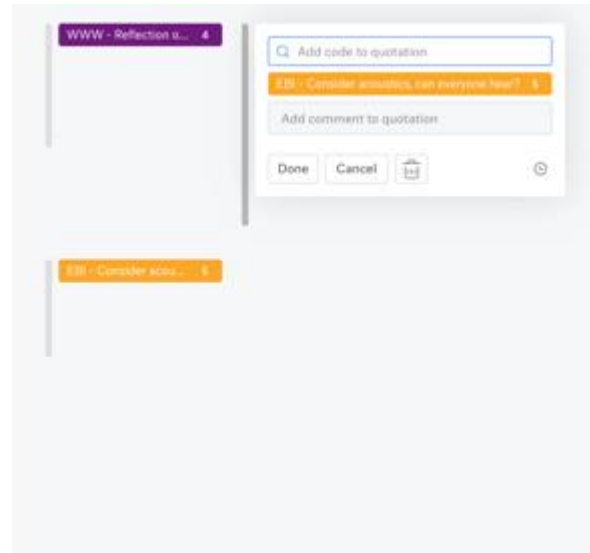 WWW - Reflection o... 4
Add code to quotation
EBI - Consider acoustics, can everyone hear? 5
Add comment to quotation
Done Cancel
EBI - Consider acou... 5